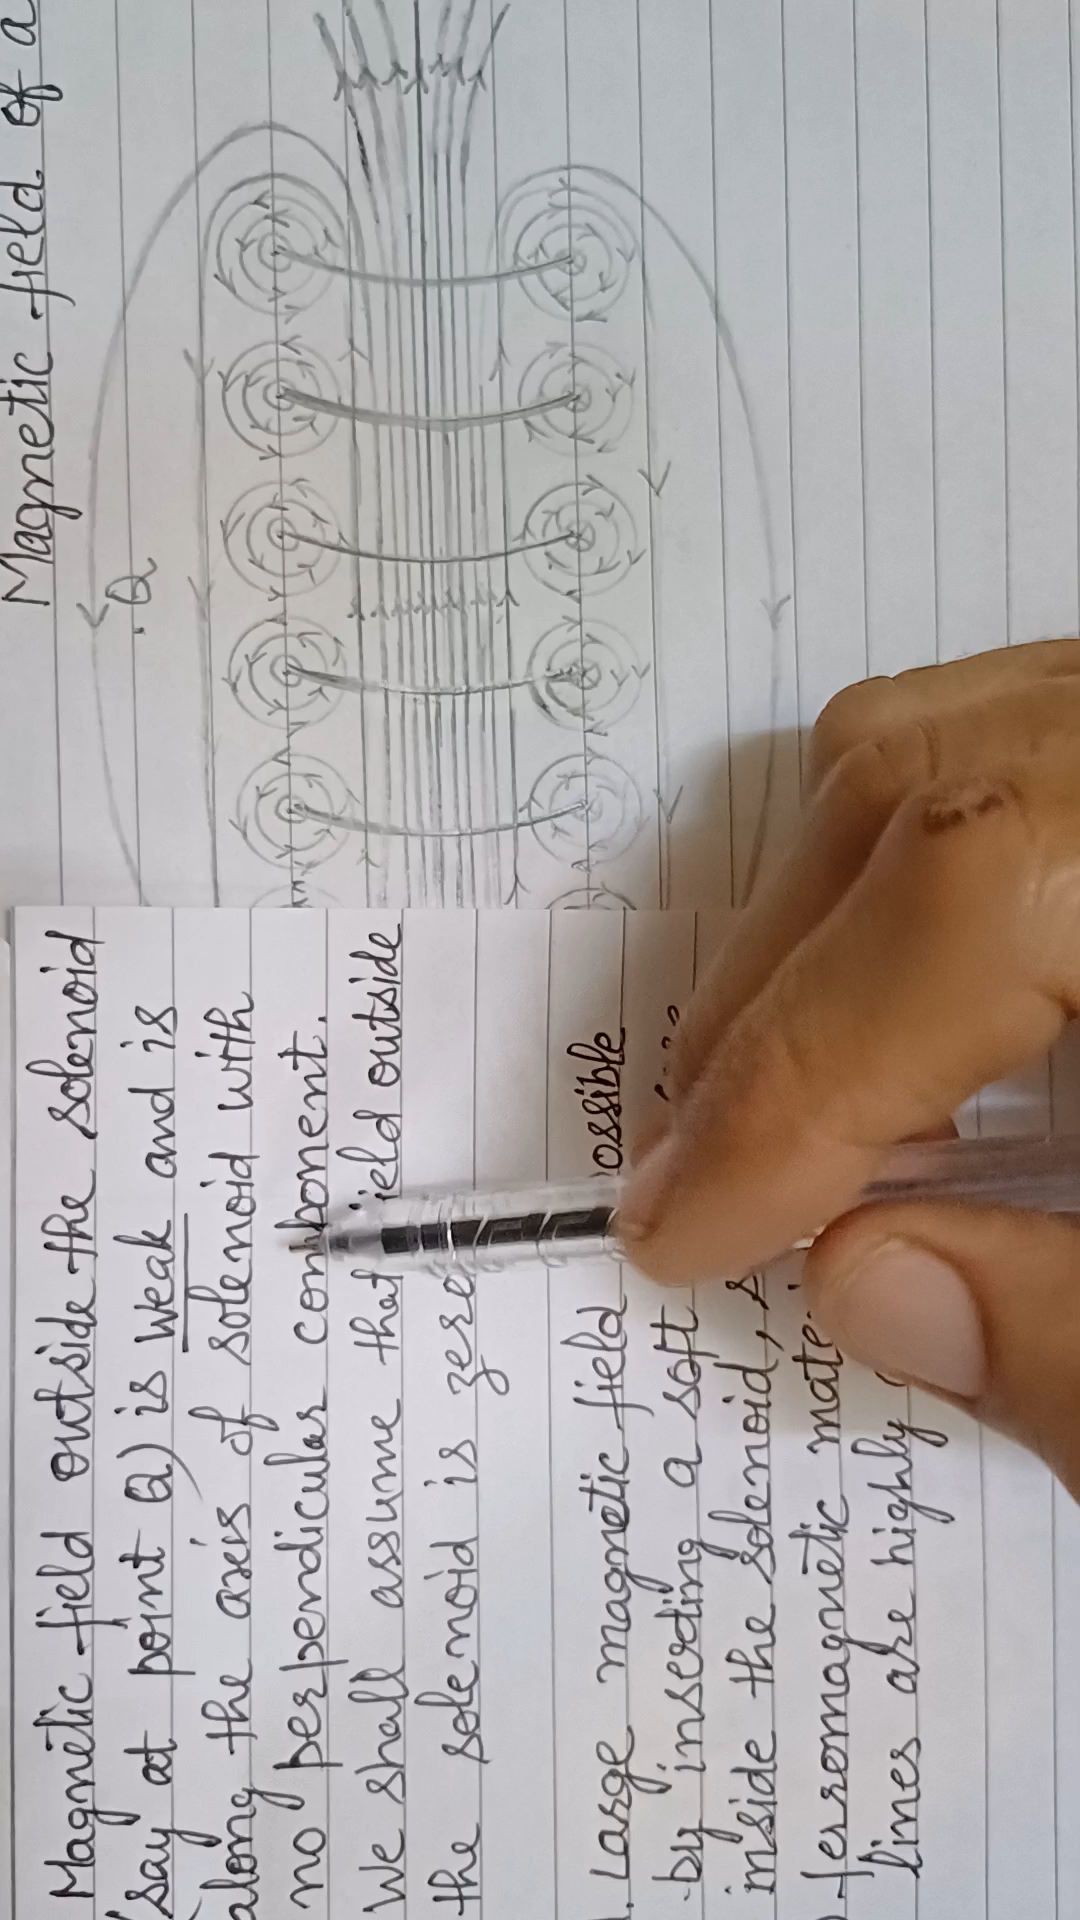 Magnetic field of a
.Q
Magnetic field outside the solenoid
(say at point Q) is weak and is
along the axis of solenoid with
no perpendicular component.
We shall assume that field outside
the solenoid is zero
Large magnetic field possible
by inserting a soft
inside the solenoid,
ferromagnetic
lines are highly